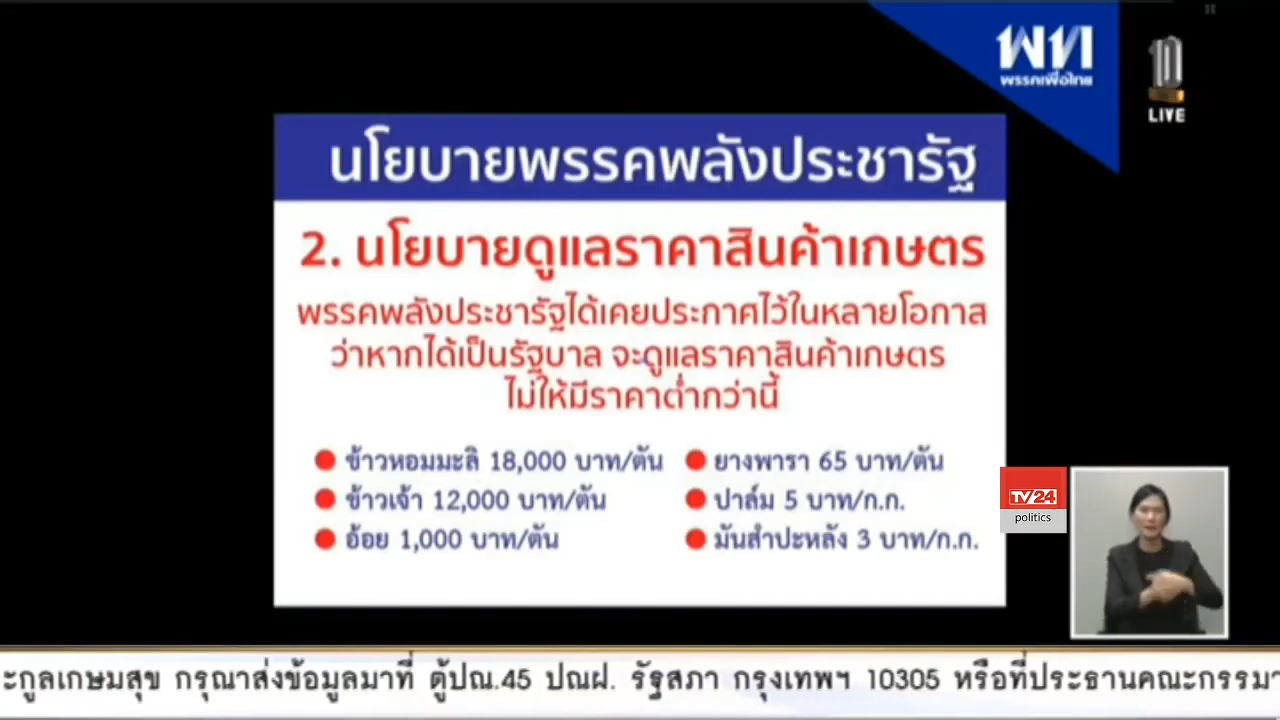 พท
พรรคเพื่อไทย
LIVE
นโยบายพรรคพลังประชารัฐ
2. นโยบายดูแลราคาสินค้าเกษตร
พรรคพลังประชารัฐได้เคยประกาศไว้ในหลายโอกาส
ว่าหากได้เป็นรัฐบาล จะดูแลราคาสินค้าเกษตร
ไม่ให้มีราคาต่ำกว่านี้
ข้าวหอมมะลิ 18,000 บาท/ตัน
ข้าวเจ้า 12,000 บาท/ตัน
อ้อย 1,000 บาท/ตัน
ยางพารา 65 บาท/ตัน
ปาล์ม 5 บาท/ก.ก.
มันสำปะหลัง 3 บาท/ก.ก.
TV24
politics
ะกูลเกษมสุข กรุณาส่งข้อมูลมาที่ ตู้ปณ.45 ปณฝ. รัฐสภา กรุงเทพฯ 10305 หรือที่ประธานคณะกรรมา